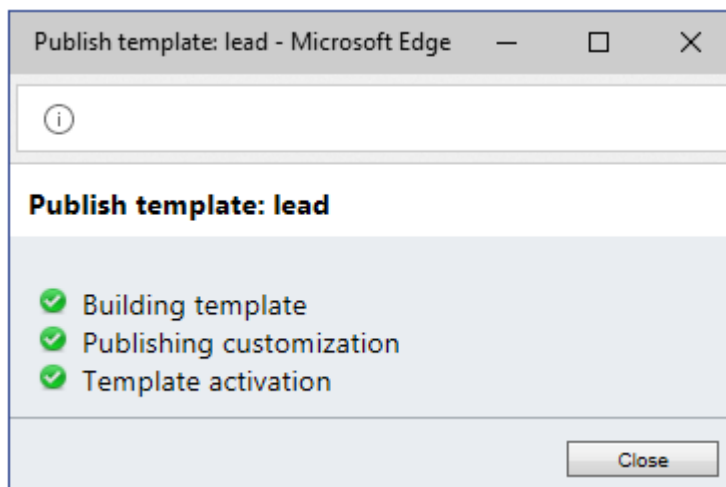 Publish template: lead - Microsoft Edge
Publish template: lead
Building template
Publishing customization
Template activation
Close